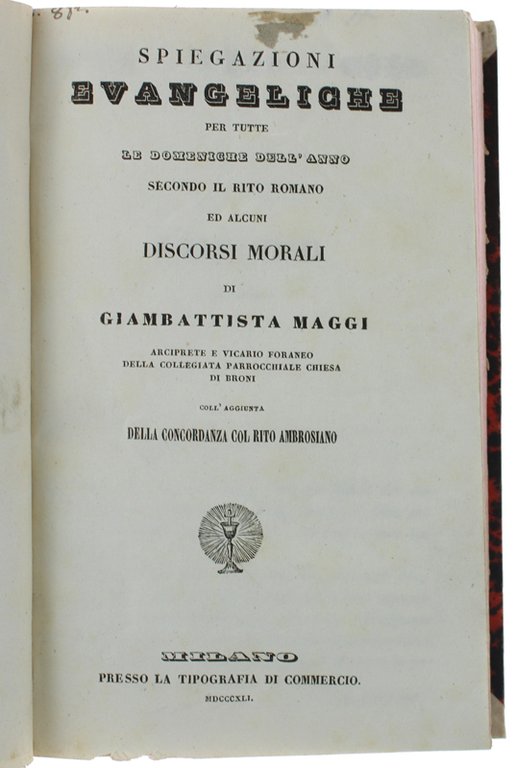 SPIEGAZIONI
EVANGELICHE
PER TUTTE
LE DOMENICHE DELL'ANNO
SECONDO IL RITO ROMANO
ED ALCUNI
DISCORSI MORALI
DI
GIAMBATTISTA MAGGI
ARCIPRETE E VICARIO FORANEO
DELLA COLLEGIATA PARROCCHIALE CHIESA
DI BRONI
COLL'AGGIUNTA
DELLA CONCORDANZA COL RITO AMBROSIANO
MILANO
PRESSO LA TIPOGRAFIA DI COMMERCIO.
MDCCCXLI.